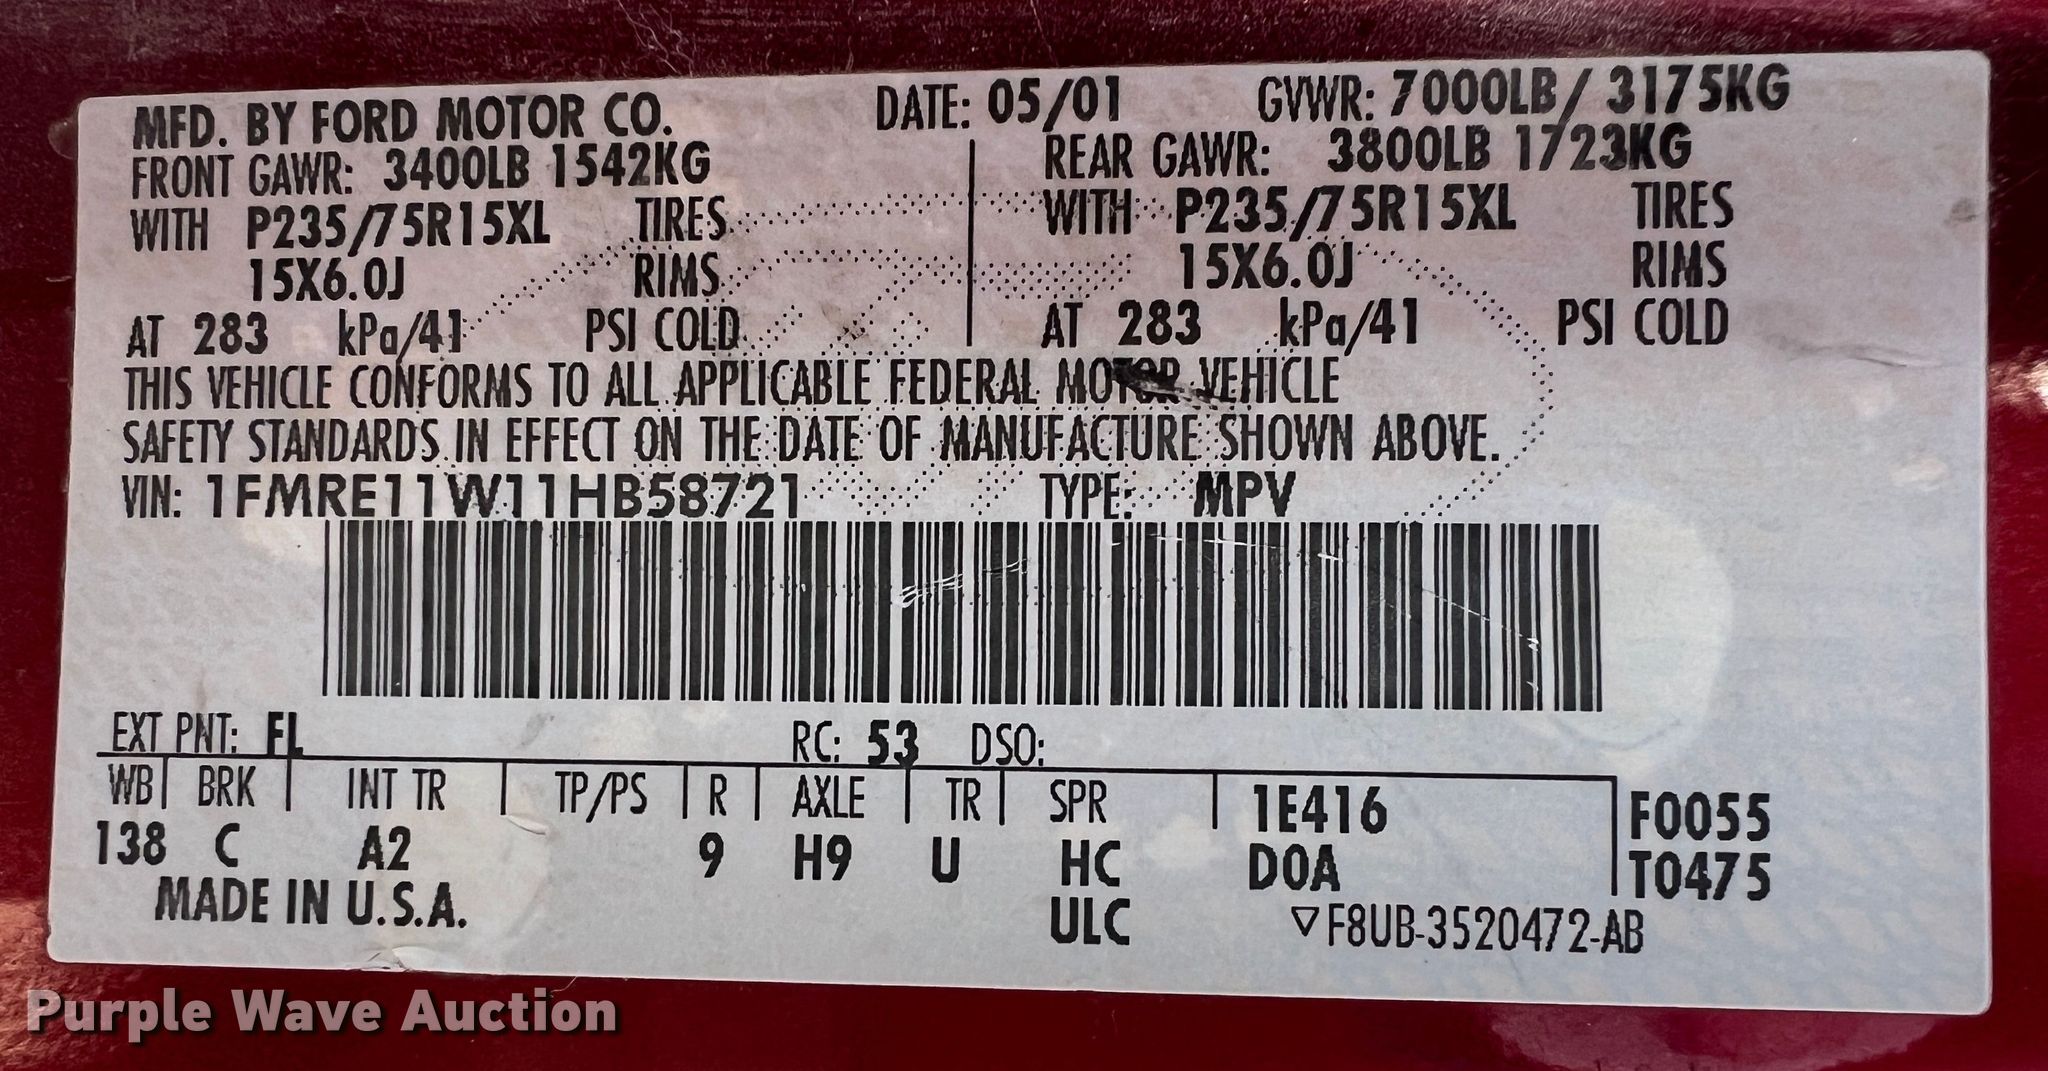 MFD. BY FORD MOTOR CO. DATE: 05/01 GVWR: 7000LB/ 3175KG
FRONT GAWR: 3400LB 1542KG REAR GAWR: 3800LB 1723KG
WITH P235/75R15XL TIRES WITH P235/75R15XL TIRES
15X6.0J RIMS 15X6.0J RIMS
AT 283 kPa/41 PSI COLD AT 283 kPa/41 PSI COLD
THIS VEHICLE CONFORMS TO ALL APPLICABLE FEDERAL MOTOR VEHICLE
SAFETY STANDARDS IN EFFECT ON THE DATE OF MANUFACTURE SHOWN ABOVE.
VIN: 1FMRE11W11HB58721 TYPE: MPV
EXT PNT: FL RC: 53 DSO:
WB BRK INT TR TP/PS R AXLE TR SPR 1E416 F0055
138 C A2 9 H9 U HC D0A T0475
MADE IN U.S.A. ULC ▽F8UB-3520472-AB
Purple Wave Auction